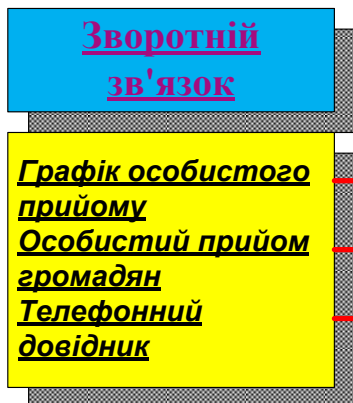 Зворотній
зв'язок
Графік особистого
прийому
Особистий прийом
громадян
Телефонний
довідник